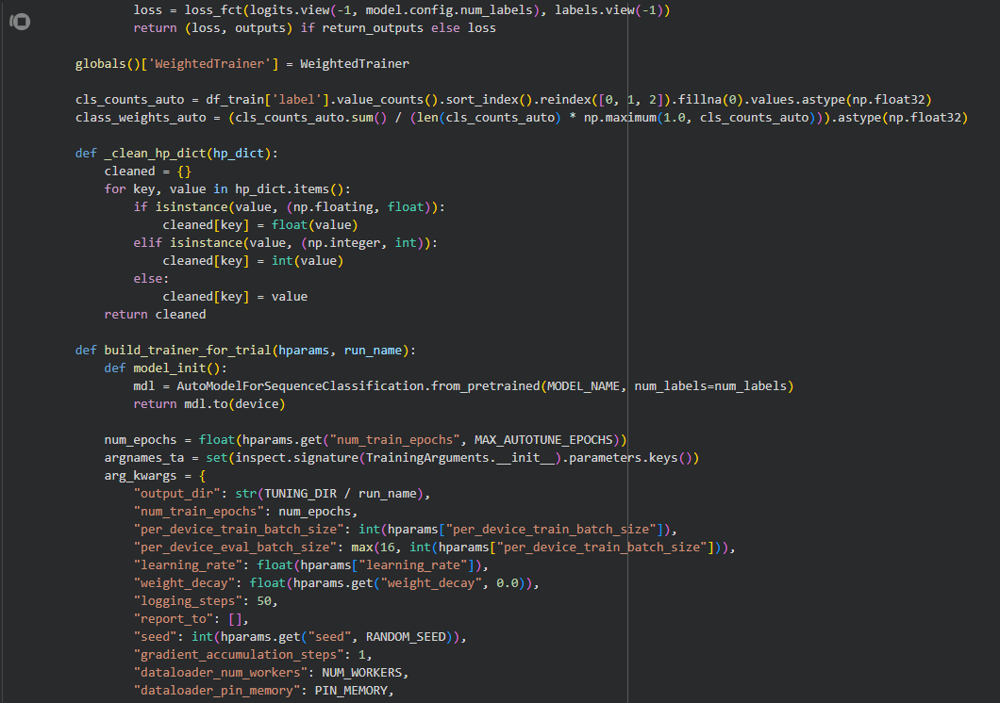 loss = loss_fct(logits.view(-1, model.config.num_labels), labels.view(-1))
return (loss, outputs) if return_outputs else loss
globals()['WeightedTrainer'] = WeightedTrainer
cls_counts_auto = df_train['label'].value_counts().sort_index().reindex([0, 1, 2]).fillna(0).values.astype(np.float32)
class_weights_auto = (cls_counts_auto.sum() / (len(cls_counts_auto) * np.maximum(1.0, cls_counts_auto))).astype(np.float32)
def _clean_hp_dict(hp_dict):
    cleaned = {}
    for key, value in hp_dict.items():
        if isinstance(value, (np.floating, float)):
            cleaned[key] = float(value)
        elif isinstance(value, (np.integer, int)):
            cleaned[key] = int(value)
        else:
            cleaned[key] = value
    return cleaned
def build_trainer_for_trial(hparams, run_name):
    def model_init():
        mdl = AutoModelForSequenceClassification.from_pretrained(MODEL_NAME, num_labels=num_labels)
        return mdl.to(device)
    num_epochs = float(hparams.get("num_train_epochs", MAX_AUTOTUNE_EPOCHS))
    argnames_ta = set(inspect.signature(TrainingArguments.__init__).parameters.keys())
    arg_kwargs = {
        "output_dir": str(TUNING_DIR / run_name),
        "num_train_epochs": num_epochs,
        "per_device_train_batch_size": int(hparams["per_device_train_batch_size"]),
        "per_device_eval_batch_size": max(16, int(hparams["per_device_train_batch_size"])),
        "learning_rate": float(hparams["learning_rate"]),
        "weight_decay": float(hparams.get("weight_decay", 0.0)),
        "logging_steps": 50,
        "report_to": [],
        "seed": int(hparams.get("seed", RANDOM_SEED)),
        "gradient_accumulation_steps": 1,
        "dataloader_num_workers": NUM_WORKERS,
        "dataloader_pin_memory": PIN_MEMORY,